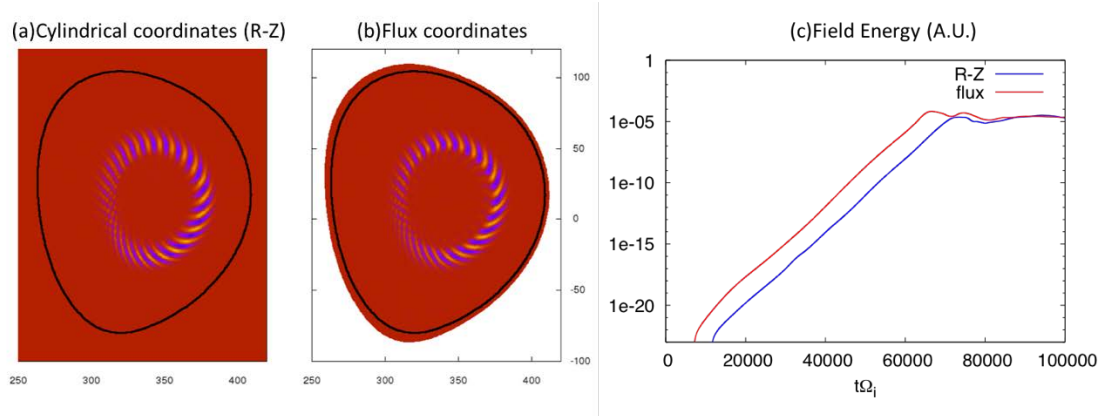 (a)Cylindrical coordinates (R-Z)
(b)Flux coordinates
(c)Field Energy (A.U.)
250 300 350 400
250 300 350 400
100
50
0
-50
-100
1
1e-05
1e-10
1e-15
1e-20
R-Z
flux
0 20000 40000 60000 80000 100000
tΩi